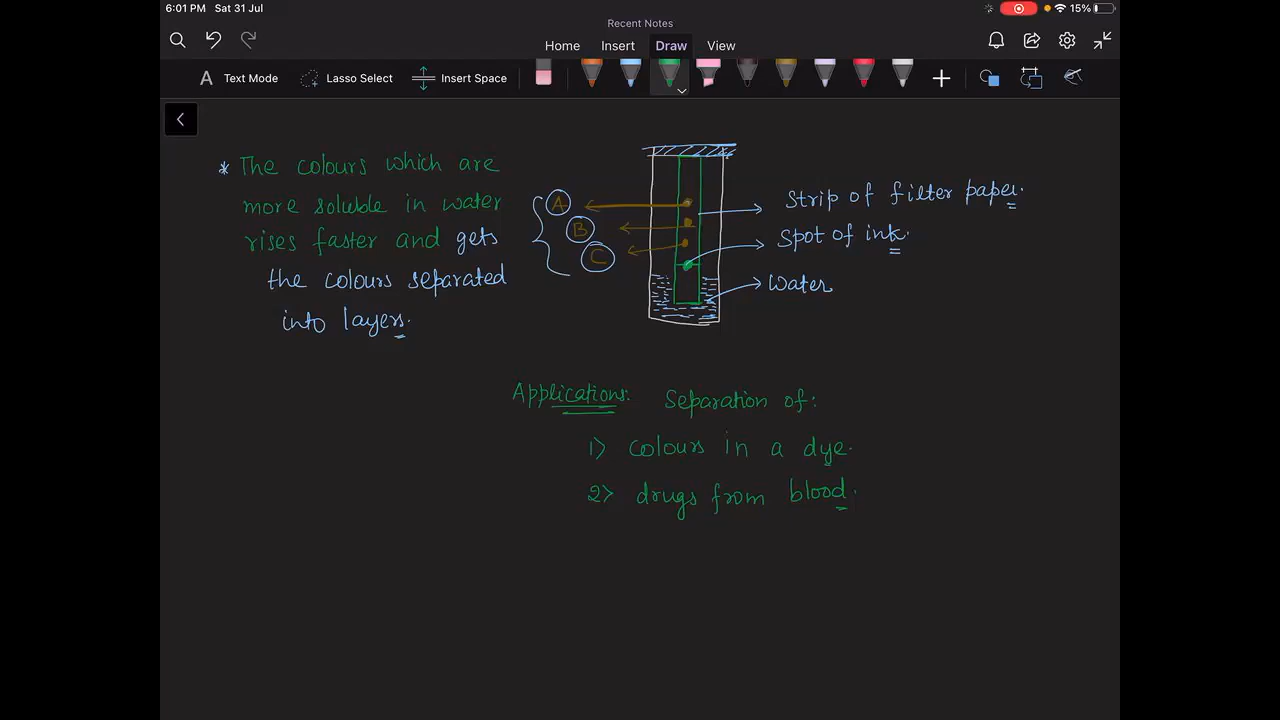 6:01 PM Sat 31 Jul
15%
Recent Notes
Home Insert Draw View
A Text Mode Lasso Select Insert Space
* The colours which are
more soluble in water
rises faster and gets
the colours separated
into layers.
A
B
C
Strip of filter paper.
Spot of ink.
Water
Applications: Separation of:
1) colours in a dye.
2) drugs from blood.